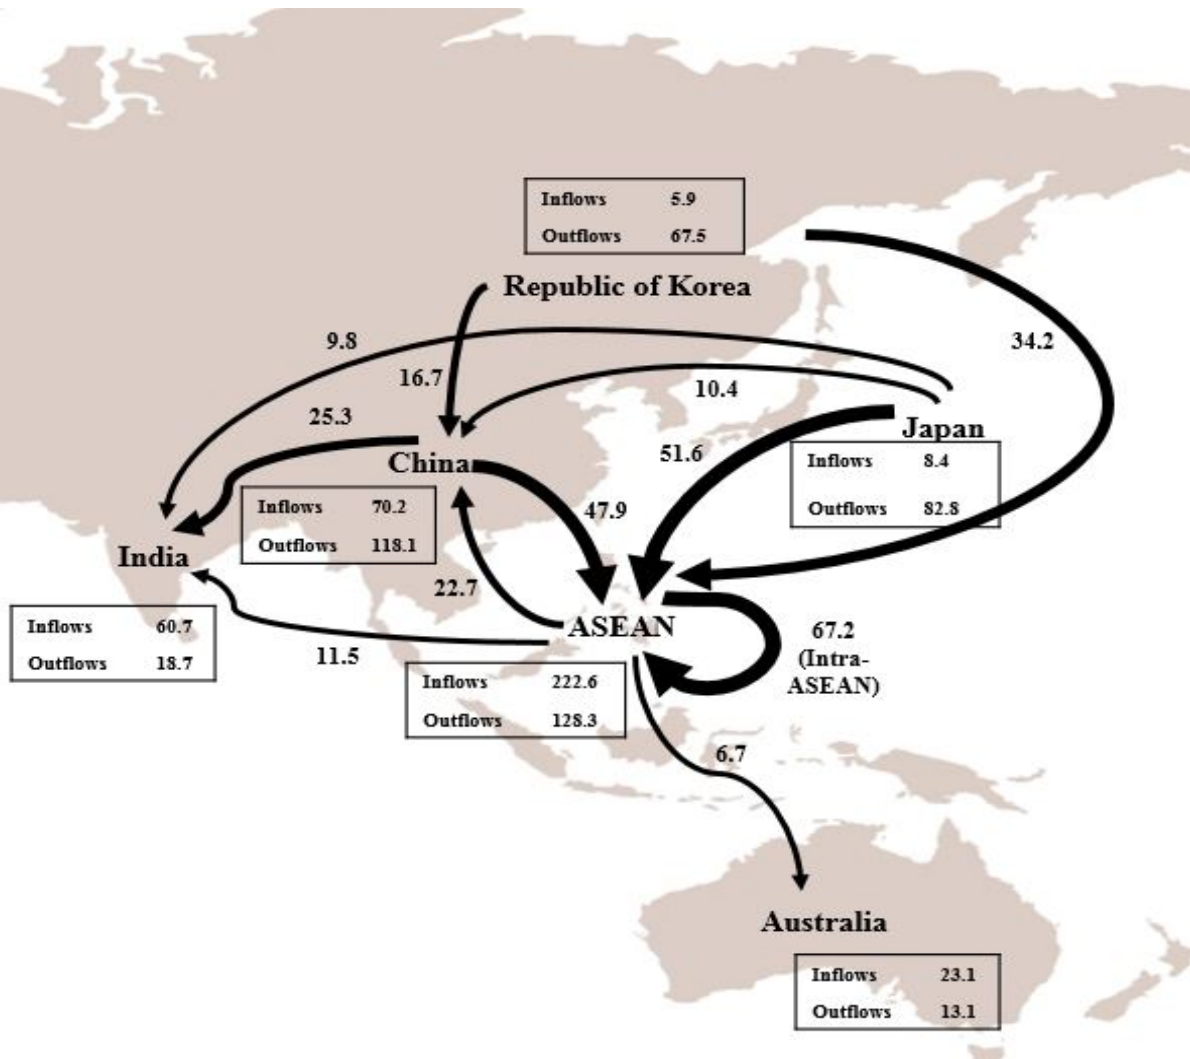 Inflows 5.9
Outflows 67.5
Republic of Korea
9.8
34.2
16.7
10.4
25.3
Japan
51.6
China
Inflows 8.4
Inflows 70.2
47.9
Outflows 82.8
Outflows 118.1
India
22.7
Inflows 60.7
ASEAN
67.2
(Intra-
ASEAN)
11.5
Outflows 18.7
Inflows 222.6
Outflows 128.3
6.7
Australia
Inflows 23.1
Outflows 13.1